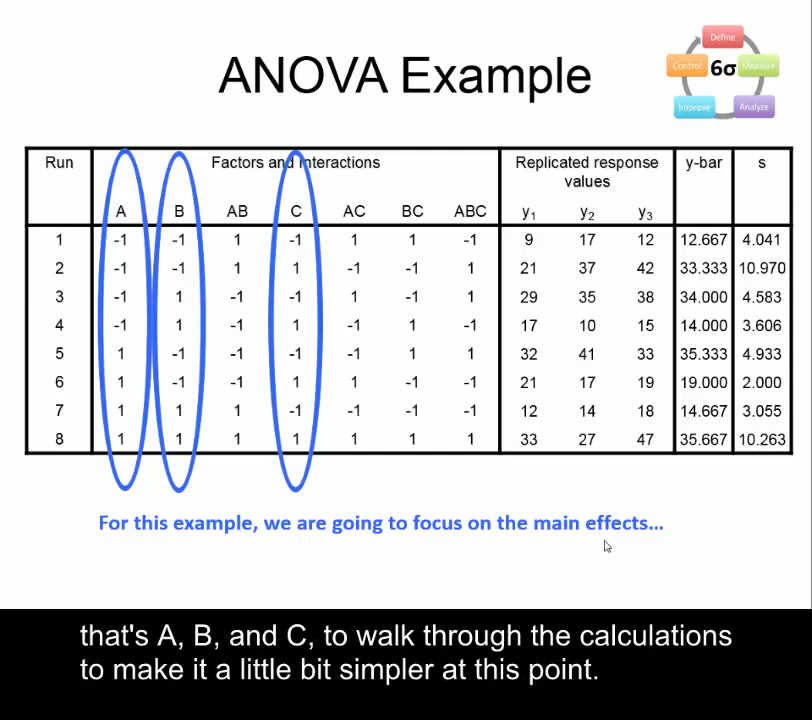 ANOVA Example
Define
Control 6σ Measure
Improve Analyze
Run Factors and Interactions Replicated response values y-bar s
A B AB C AC BC ABC y1 y2 y3
1 -1 -1 1 -1 1 1 -1 9 17 12 12.667 4.041
2 -1 -1 1 1 -1 -1 1 21 37 42 33.333 10.970
3 -1 1 -1 -1 1 -1 1 29 35 38 34.000 4.583
4 -1 1 -1 1 -1 1 -1 17 10 15 14.000 3.606
5 1 -1 -1 -1 -1 1 1 32 41 33 35.333 4.933
6 1 -1 -1 1 1 -1 -1 21 17 19 19.000 2.000
7 1 1 1 -1 -1 -1 -1 12 14 18 14.667 3.055
8 1 1 1 1 1 1 1 33 27 47 35.667 10.263
For this example, we are going to focus on the main effects…
that's A, B, and C, to walk through the calculations
to make it a little bit simpler at this point.